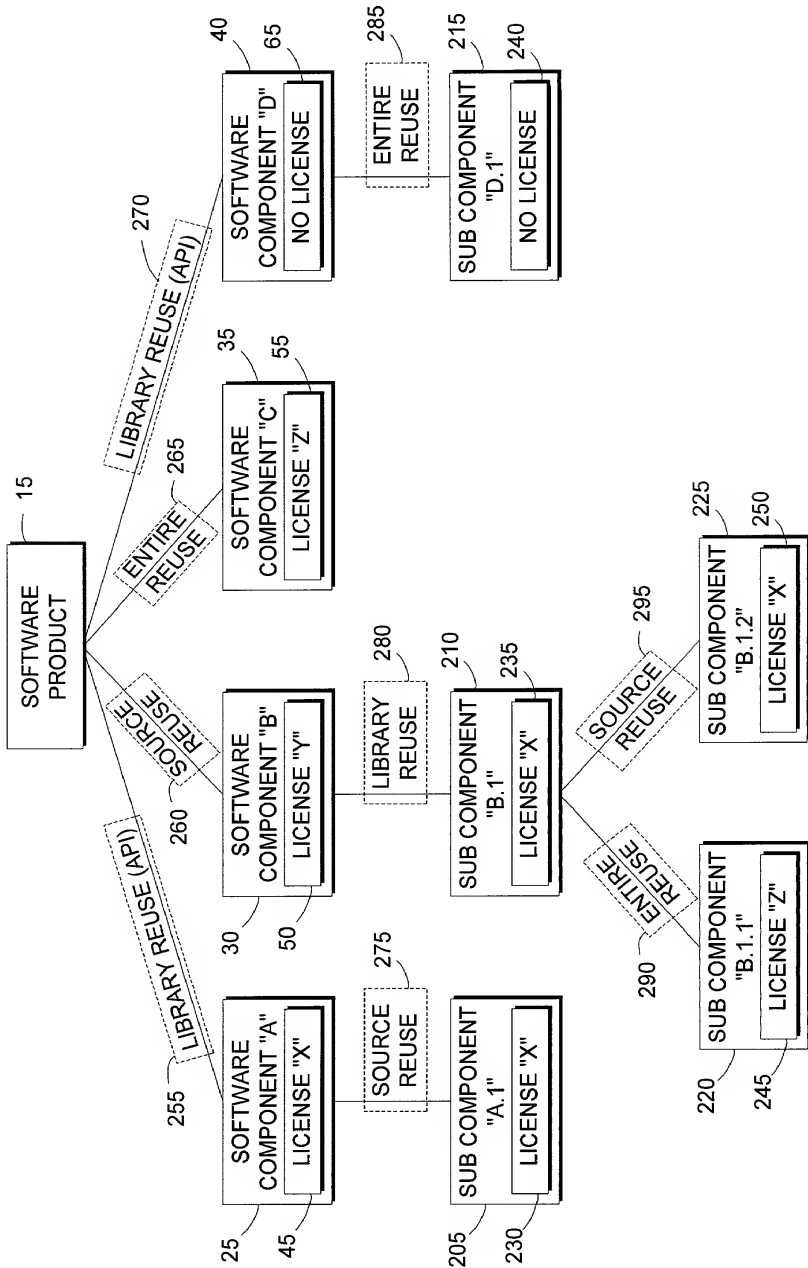 SOFTWARE
PRODUCT
15
LIBRARY REUSE (API)
255
SOURCE
REUSE
260
ENTIRE
REUSE
265
LIBRARY REUSE (API)
270
SOFTWARE
COMPONENT "A"
LICENSE "X"
25
45
SOFTWARE
COMPONENT "B"
LICENSE "Y"
30
50
SOFTWARE
COMPONENT "C"
LICENSE "Z"
35
55
SOFTWARE
COMPONENT "D"
NO LICENSE
40
65
SOURCE
REUSE
275
LIBRARY
REUSE
280
ENTIRE
REUSE
285
SUB COMPONENT
"A.1"
LICENSE "X"
205
230
SUB COMPONENT
"B.1"
LICENSE "X"
210
235
SUB COMPONENT
"D.1"
NO LICENSE
215
240
ENTIRE
REUSE
290
SOURCE
REUSE
295
SUB COMPONENT
"B.1.1"
LICENSE "Z"
220
245
SUB COMPONENT
"B.1.2"
LICENSE "X"
225
250